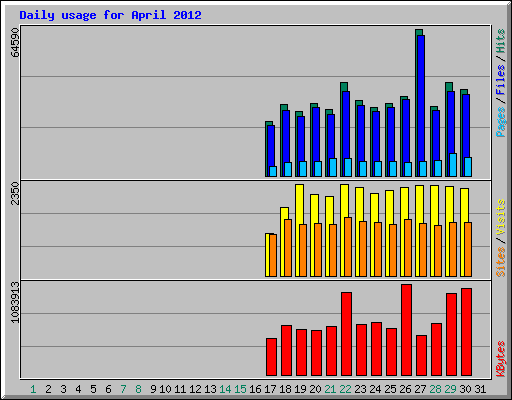 Daily usage for April 2012
64590
2350
1083913
Pages / Files / Hits
Sites / Visits
KBytes
1 2 3 4 5 6 7 8 9 10 11 12 13 14 15 16 17 18 19 20 21 22 23 24 25 26 27 28 29 30 31